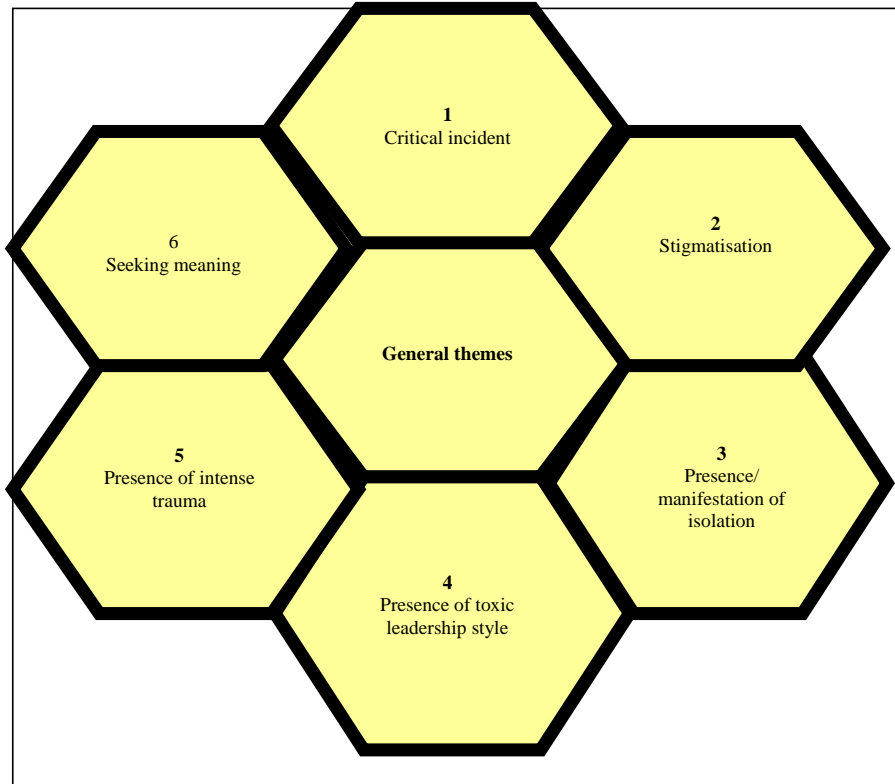 1
Critical incident
2
Stigmatisation
3
Presence/
manifestation of
isolation
4
Presence of toxic
leadership style
5
Presence of intense
trauma
6
Seeking meaning
General themes